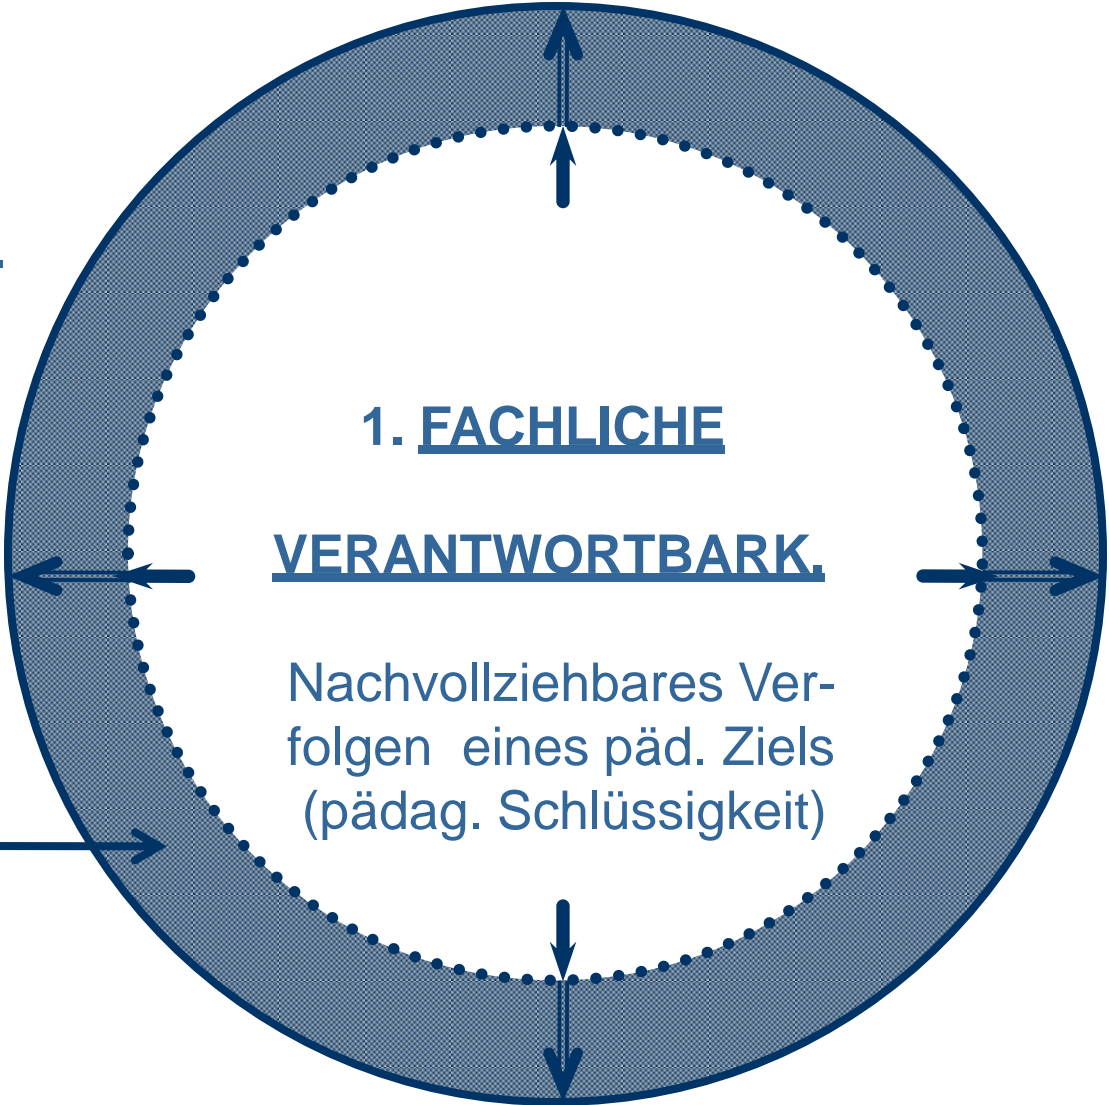 1. FACHLICHE
VERANTWORTBARK.
Nachvollziehbares Ver-
folgen eines päd. Ziels
(pädag. Schlüssigkeit)